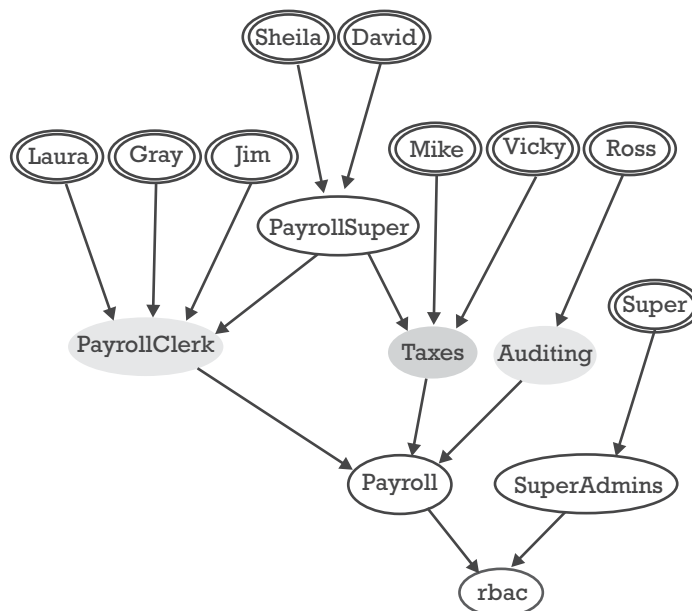 Sheila
David
Laura
Gray
Jim
Mike
Vicky
Ross
PayrollSuper
Super
PayrollClerk
Taxes
Auditing
Payroll
SuperAdmins
rbac